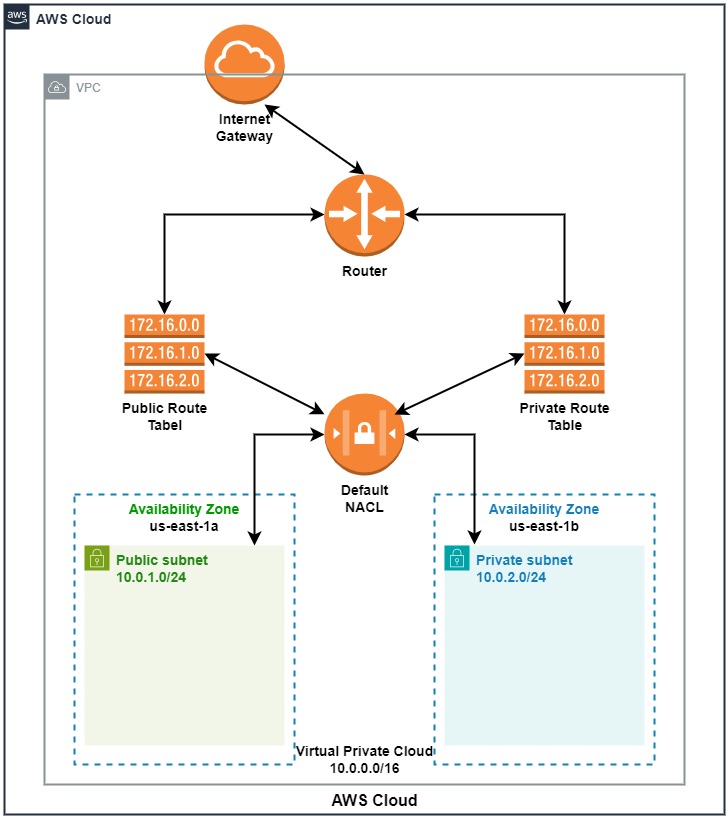 aws
AWS Cloud
VPC
Internet
Gateway
Router
172.16.0.0
172.16.1.0
172.16.2.0
Public Route
Tabel
172.16.0.0
172.16.1.0
172.16.2.0
Private Route
Table
Default
NACL
Availability Zone
us-east-1a
Public subnet
10.0.1.0/24
Availability Zone
us-east-1b
Private subnet
10.0.2.0/24
Virtual Private Cloud
10.0.0.0/16
AWS Cloud